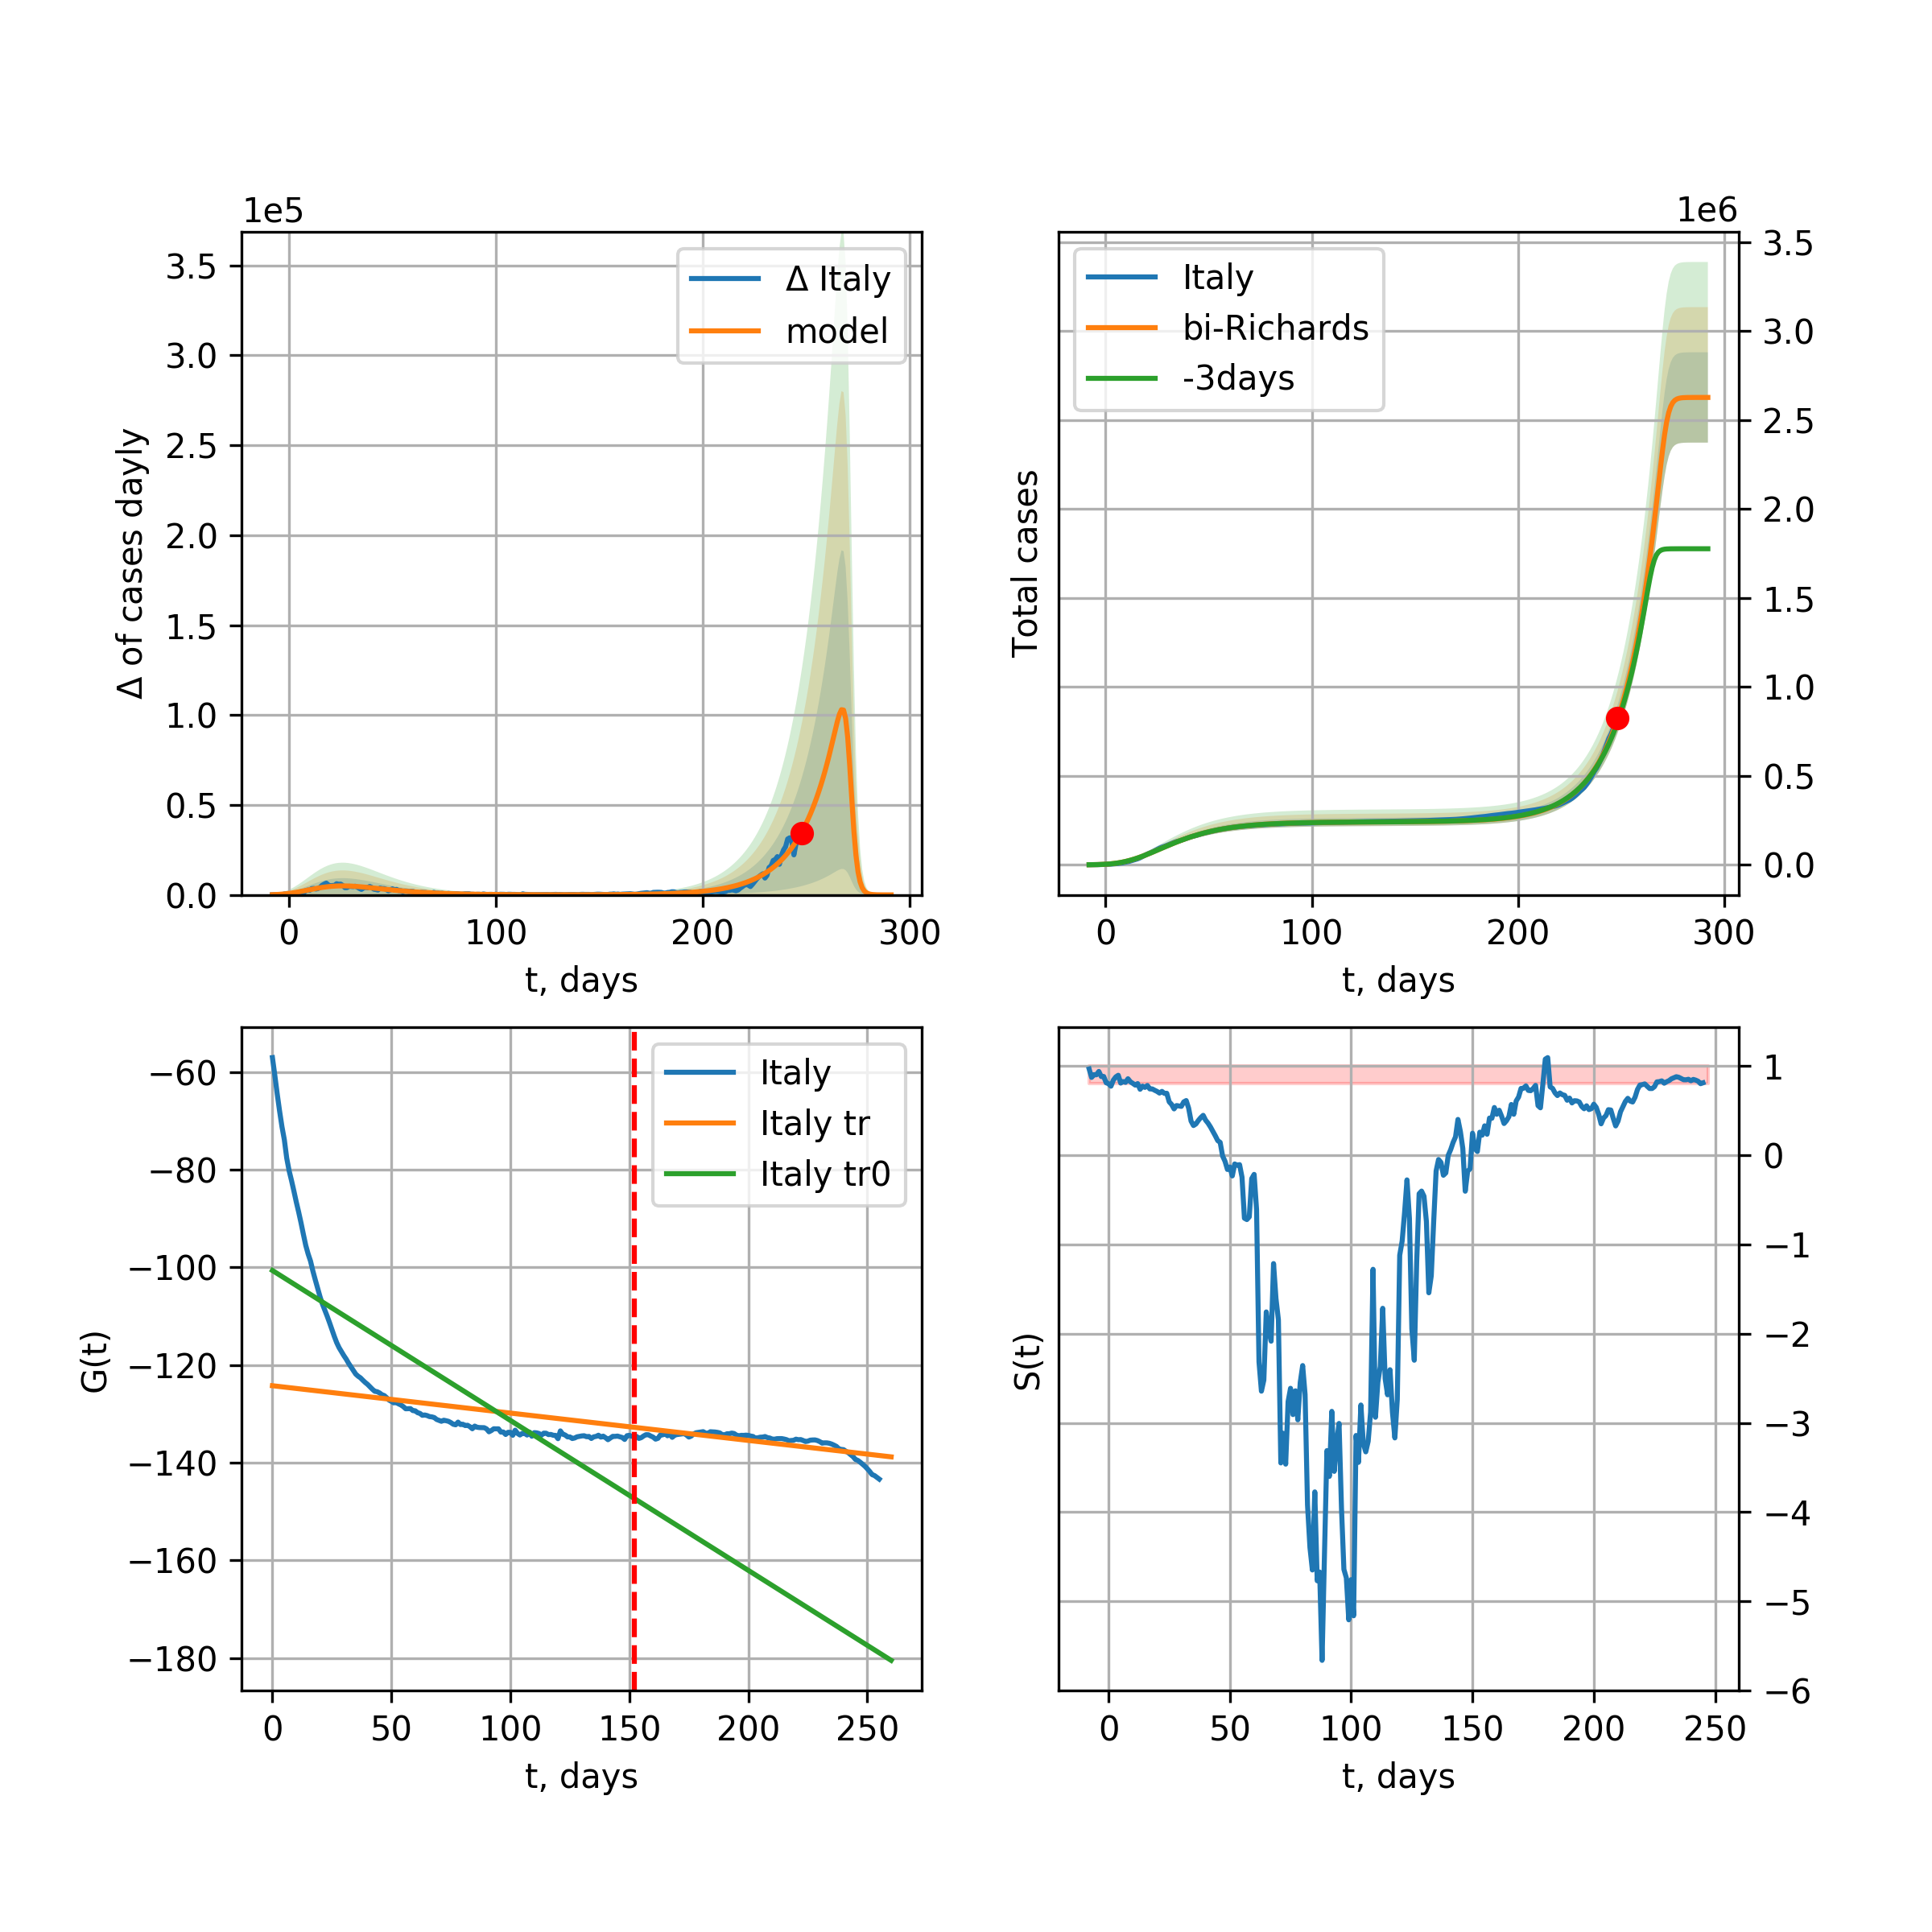 1e5
3.5
3.0
2.5
2.0
1.5
1.0
0.5
0.0
Δ of cases dayly
Δ Italy
model
0 100 200 300
t, days
1e6
3.5
3.0
2.5
2.0
1.5
1.0
0.5
0.0
Total cases
Italy
bi-Richards
-3days
0 100 200 300
t, days
−60
−80
−100
−120
−140
−160
−180
G(t)
Italy
Italy tr
Italy tr0
0 50 100 150 200 250
t, days
1
0
−1
−2
−3
−4
−5
−6
S(t)
0 50 100 150 200 250
t, days